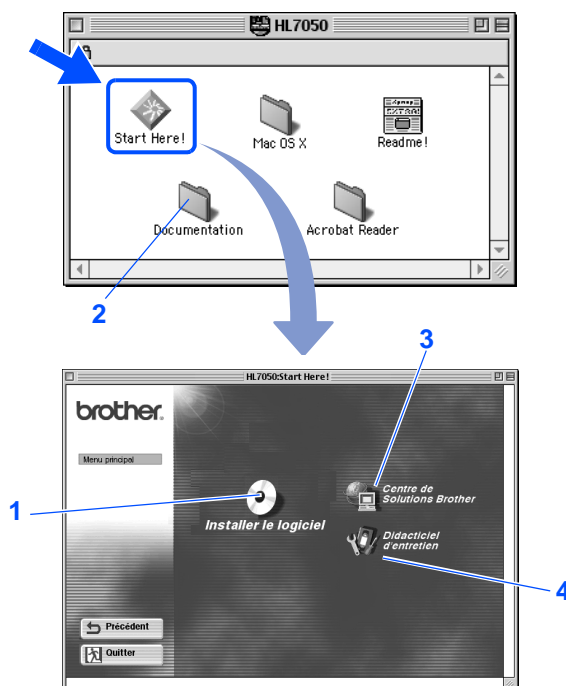 HL7050
Start Here!
Mac OS X
Readme!
Documentation
Acrobat Reader
2
3
HL7050:Start Here!
brother.
Menu principal
1
Installer le logiciel
Centre de
Solutions Brother
Didacticiel
d'entretien
4
Précédent
Quitter